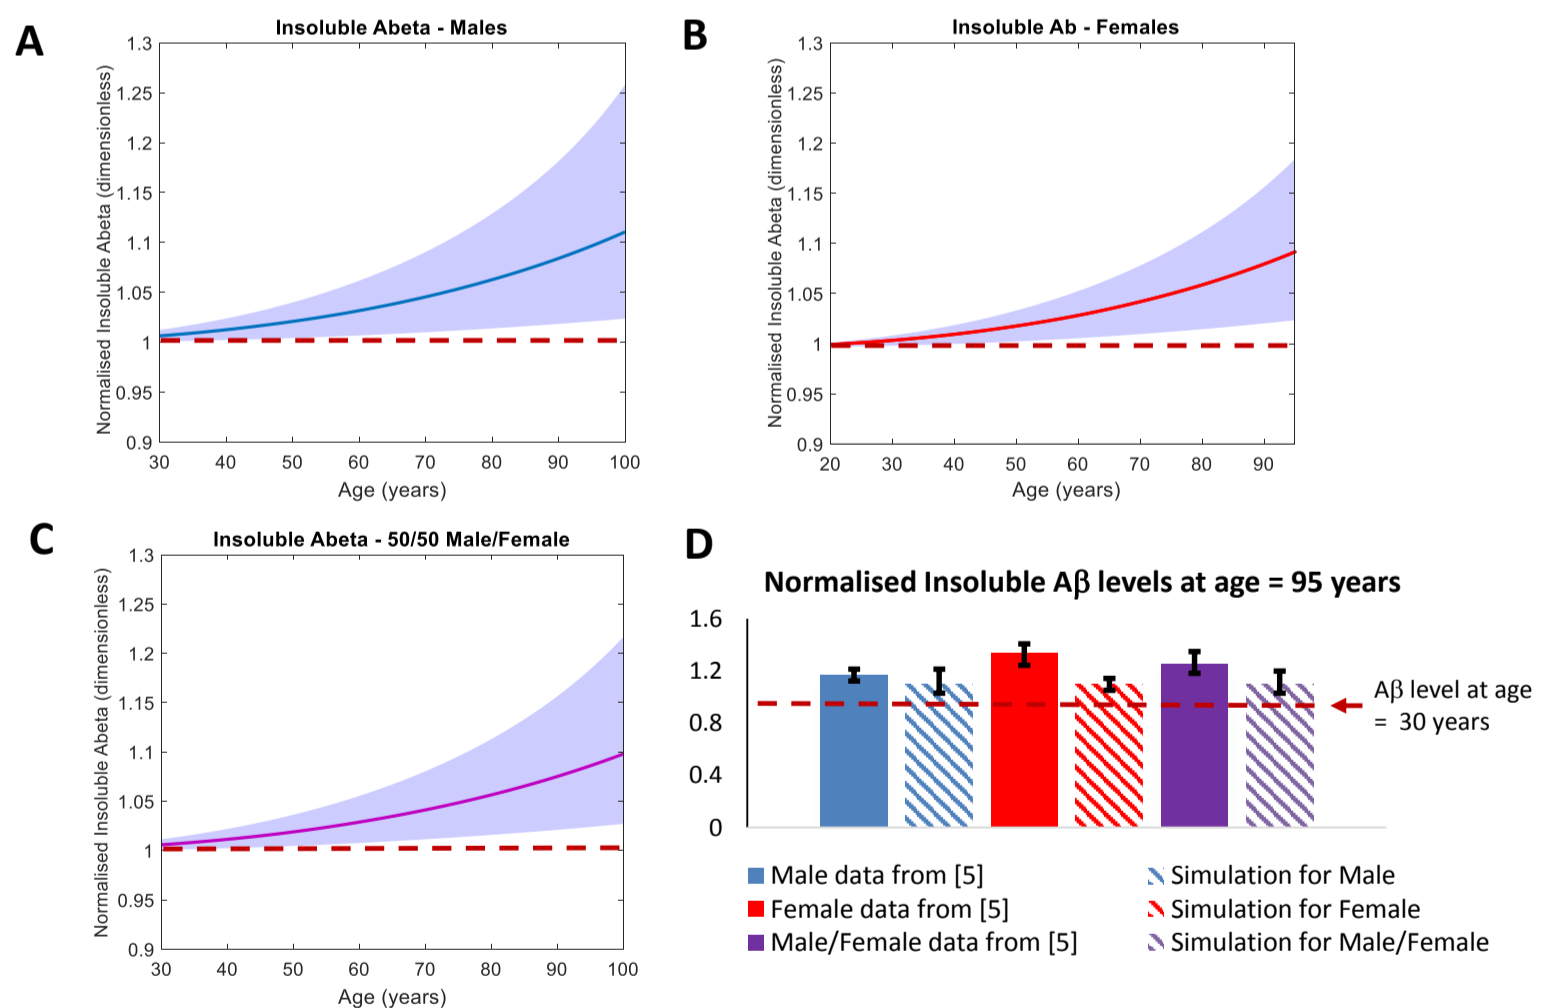 A
Insoluble Abeta - Males
Normalised Insoluble Abeta (dimensionless)
1.3
1.25
1.2
1.15
1.1
1.05
1
0.95
0.9
30 40 50 60 70 80 90 100
Age (years)
B
Insoluble Ab - Females
Normalised Insoluble Abeta (dimensionless)
1.3
1.25
1.2
1.15
1.1
1.05
1
0.95
0.9
20 30 40 50 60 70 80 90
Age (years)
C
Insoluble Abeta - 50/50 Male/Female
Normalised Insoluble Abeta (dimensionless)
1.3
1.25
1.2
1.15
1.1
1.05
1
0.95
0.9
30 40 50 60 70 80 90 100
Age (years)
D
Normalised Insoluble Aβ levels at age = 95 years
1.6
1.2
0.8
0.4
0
Aβ level at age
= 30 years
Male data from [5]
Simulation for Male
Female data from [5]
Simulation for Female
Male/Female data from [5]
Simulation for Male/Female